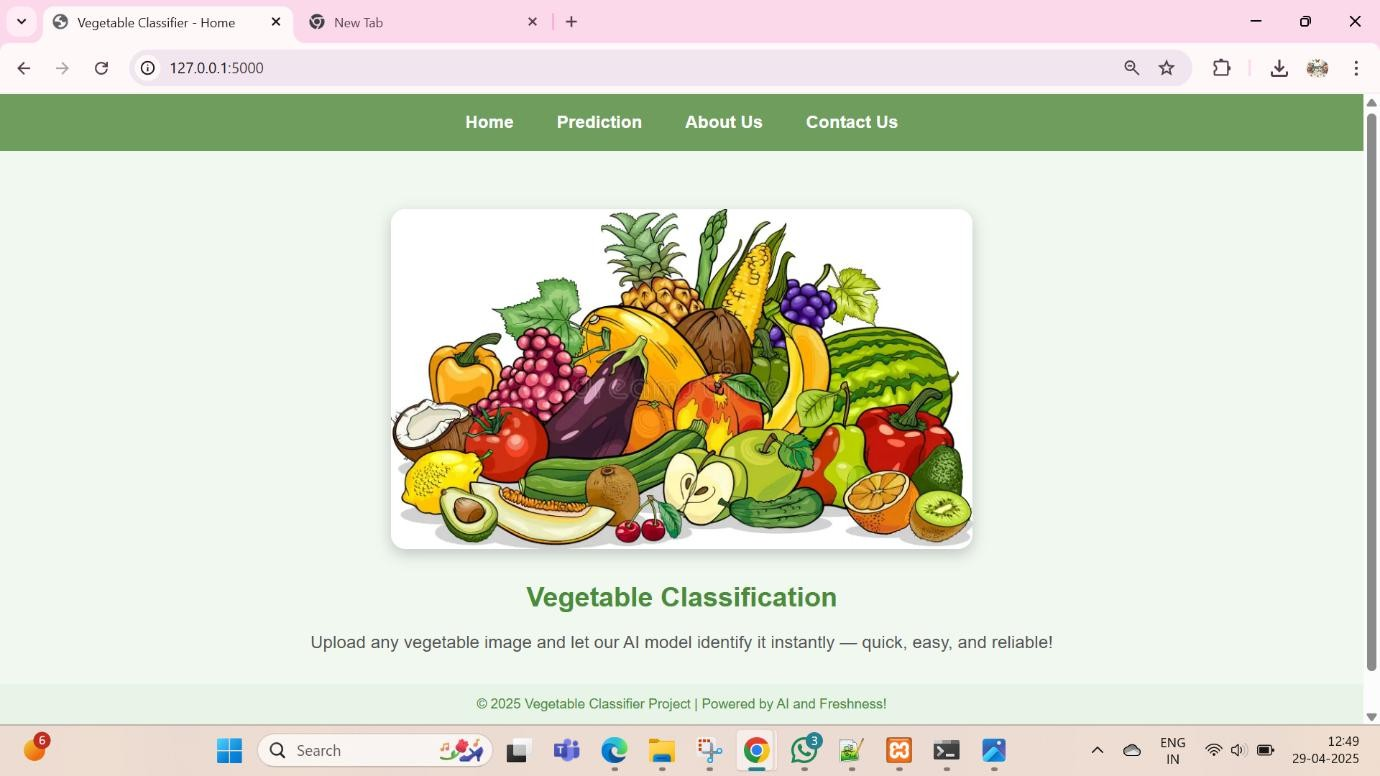 Vegetable Classifier - Home
New Tab
127.0.0.1:5000
Home Prediction About Us Contact Us
Vegetable Classification
Upload any vegetable image and let our AI model identify it instantly — quick, easy, and reliable!
© 2025 Vegetable Classifier Project | Powered by AI and Freshness!
6
Search
3
ENG
IN
12:49
29-04-2025